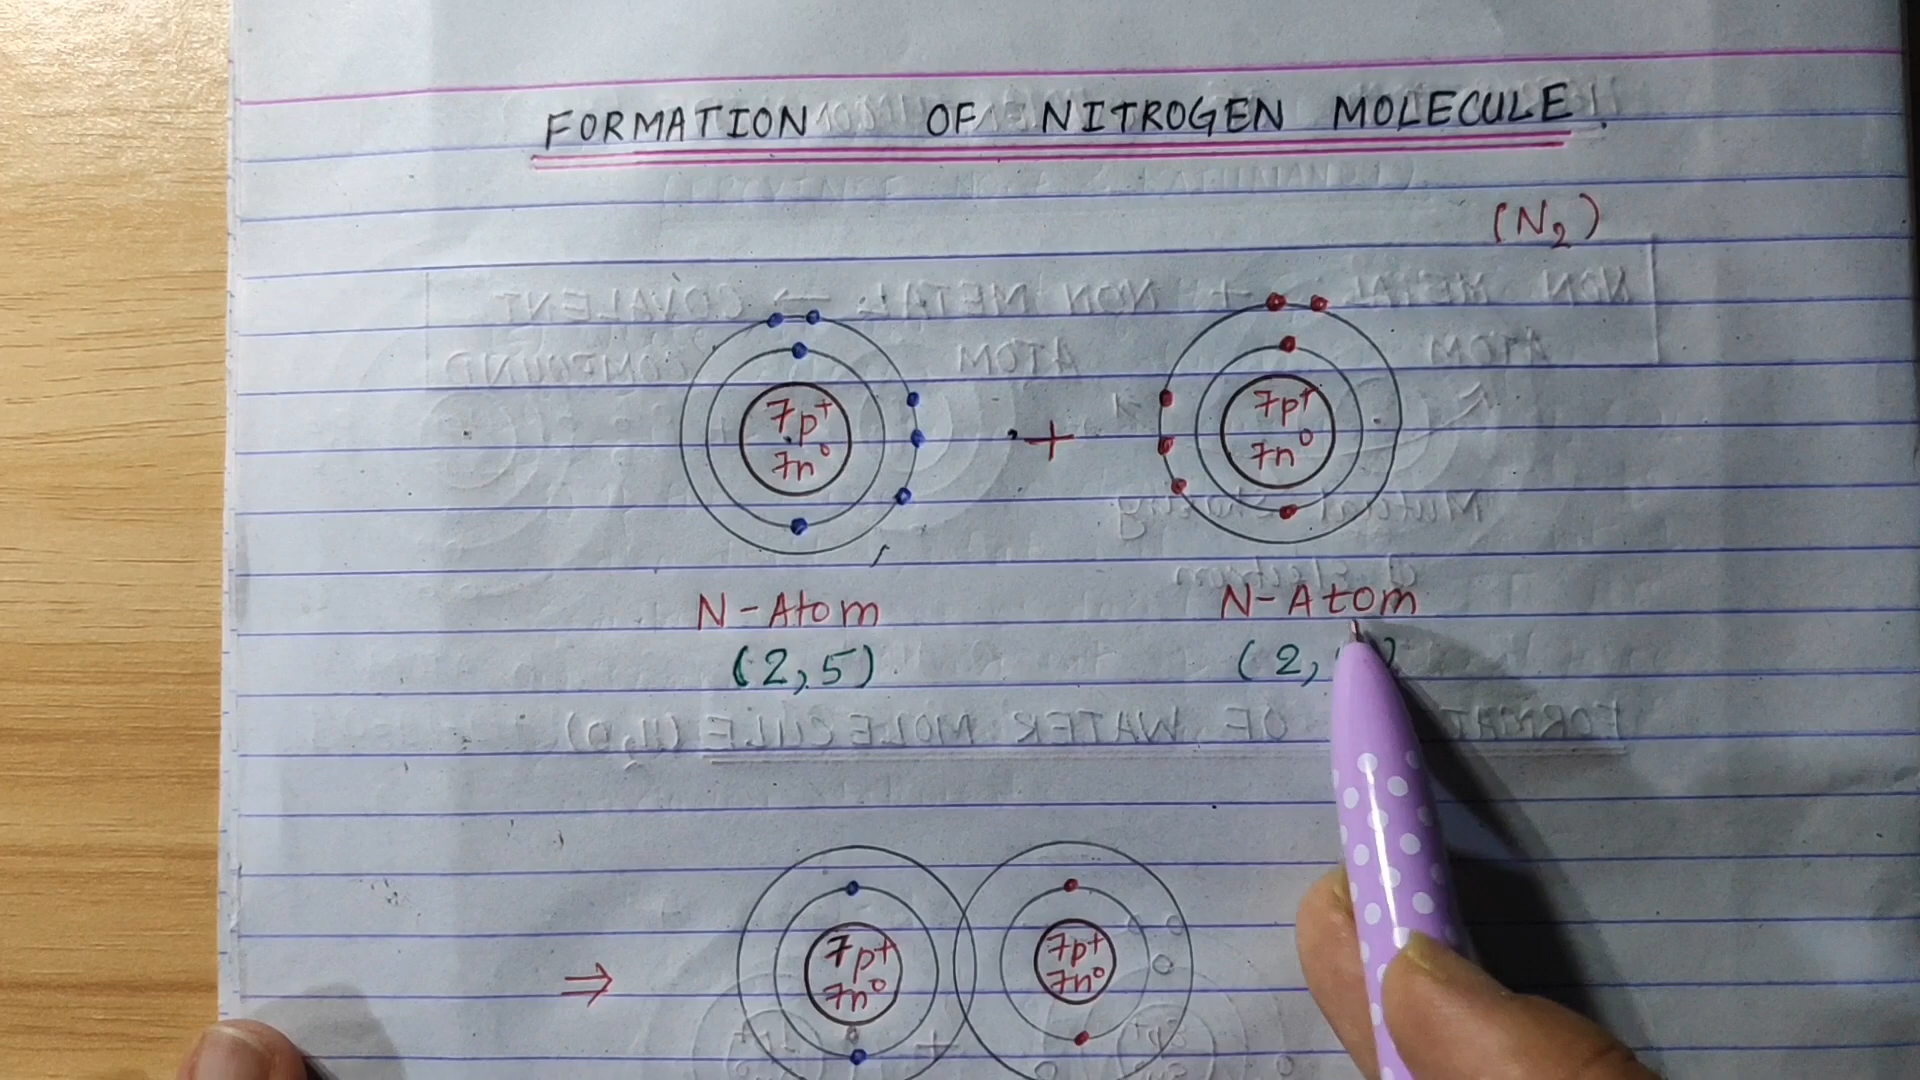 FORMATION OF NITROGEN MOLECULE.
(N₂)
7p⁺ 7p⁺
7n⁰ + 7n⁰
N-Atom N-Atom
(2,5) (2,
⇒ 7p⁺ 7p⁺
7n⁰ 7n⁰